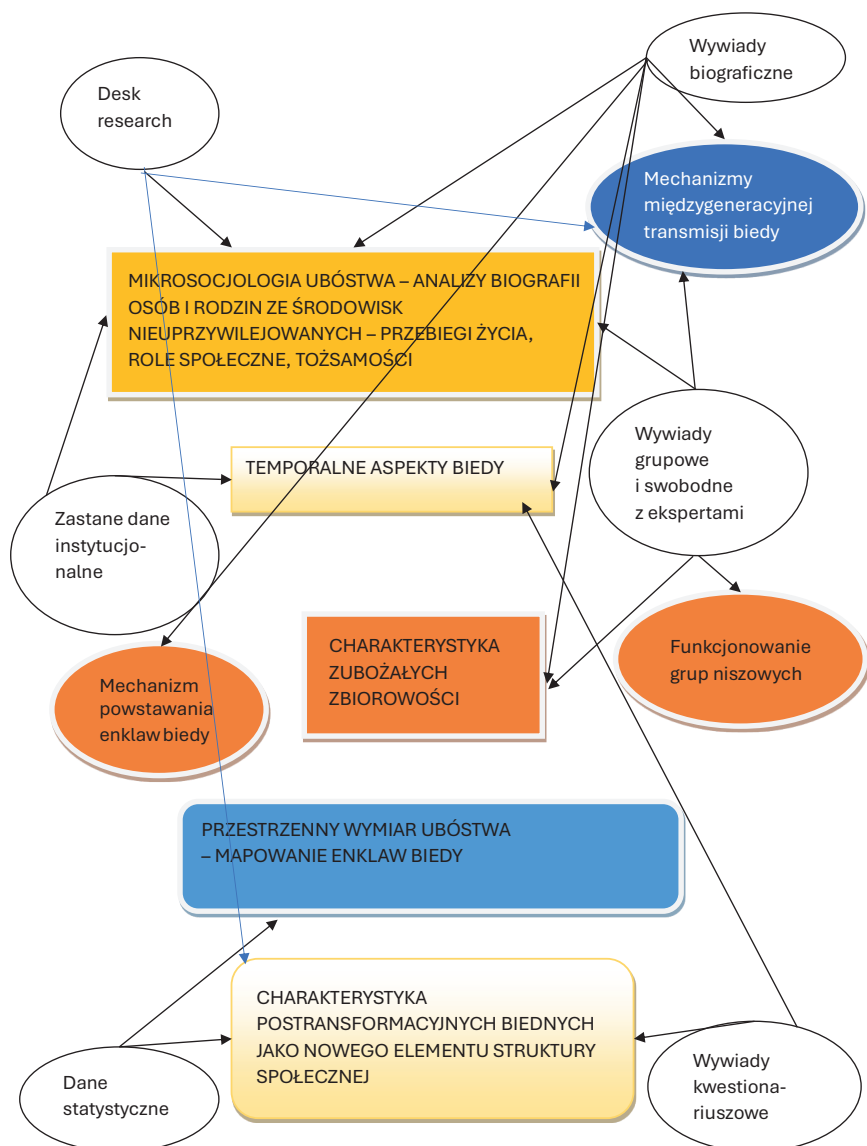 Wywiady
biograficzne
Desk
research
Mechanizmy
międzygeneracyjnej
transmisji biedy
MIKROSOCJOLOGIA UBÓSTWA – ANALIZY BIOGRAFII
OSÓB I RODZIN ZE ŚRODOWISK
NIEUPRZYWILEJOWANYCH – PRZEBIEGI ŻYCIA,
ROLE SPOŁECZNE, TOŻSAMOŚCI
Wywiady
grupowe
i swobodne
z ekspertami
TEMPORALNE ASPEKTY BIEDY
Zastane dane
instytucjo-
nalne
CHARAKTERYSTYKA
ZUBOŻAŁYCH
ZBIOROWOŚCI
Funkcjonowanie
grup niszowych
Mechanizm
powstawania
enklaw biedy
PRZESTRZENNY WYMIAR UBÓSTWA
– MAPOWANIE ENKLAW BIEDY
CHARAKTERYSTYKA
POSTRANSFORMACYJNYCH BIEDNYCH
JAKO NOWEGO ELEMENTU STRUKTURY
SPOŁECZNEJ
Dane
statystyczne
Wywiady
kwestiona-
riuszowe